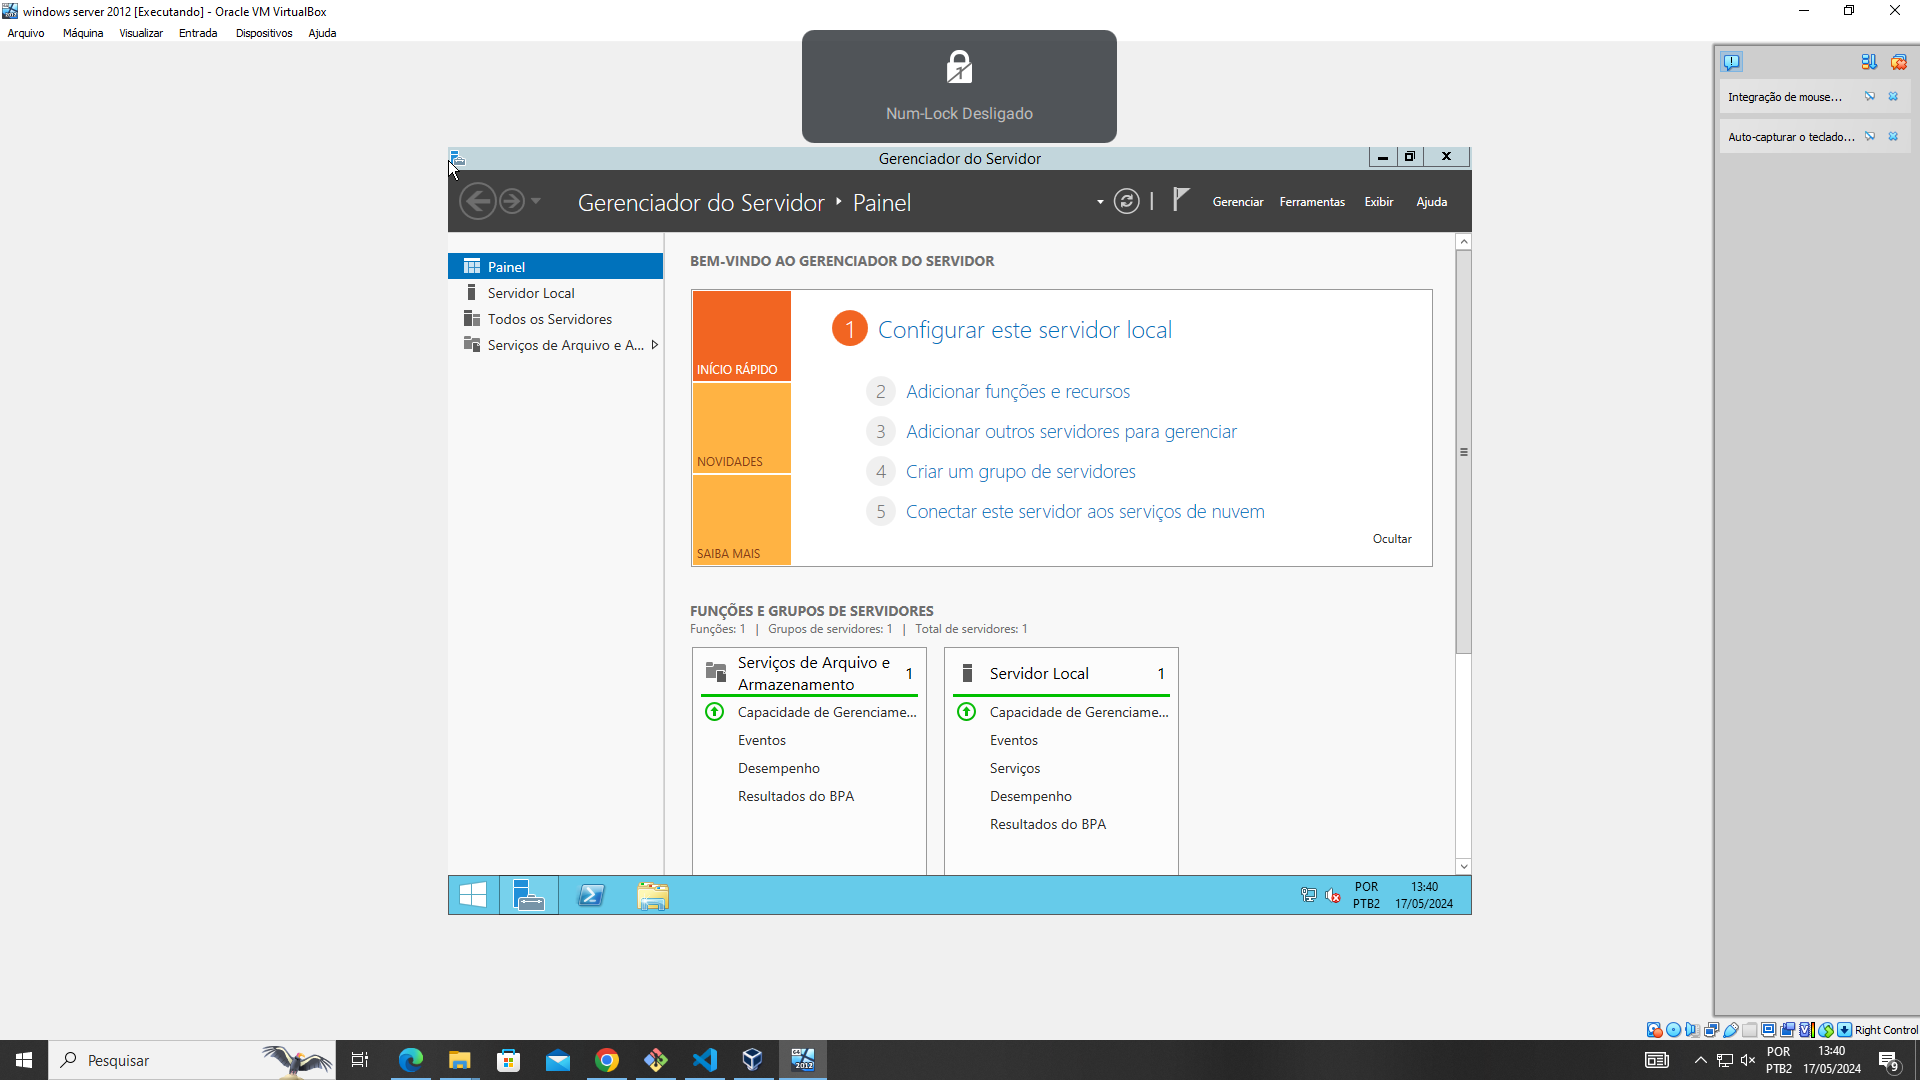 windows server 2012 [Executando] - Oracle VM VirtualBox
Arquivo Máquina Visualizar Entrada Dispositivos Ajuda
1
Num-Lock Desligado
Integração de mouse...
Auto-capturar o teclado...
Gerenciador do Servidor
Gerenciador do Servidor Painel
Gerenciar Ferramentas Exibir Ajuda
Painel
Servidor Local
Todos os Servidores
Serviços de Arquivo e A...
BEM-VINDO AO GERENCIADOR DO SERVIDOR
INÍCIO RÁPIDO
NOVIDADES
SAIBA MAIS
1 Configurar este servidor local
2 Adicionar funções e recursos
3 Adicionar outros servidores para gerenciar
4 Criar um grupo de servidores
5 Conectar este servidor aos serviços de nuvem
Ocultar
FUNÇÕES E GRUPOS DE SERVIDORES
Funções: 1 | Grupos de servidores: 1 | Total de servidores: 1
Serviços de Arquivo e
Armazenamento
1
Capacidade de Gerenciame...
Eventos
Desempenho
Resultados do BPA
Servidor Local 1
Capacidade de Gerenciame...
Eventos
Serviços
Desempenho
Resultados do BPA
POR
PTB2
13:40
17/05/2024
Right Control
Pesquisar
2012
POR
PTB2
13:40
17/05/2024
9